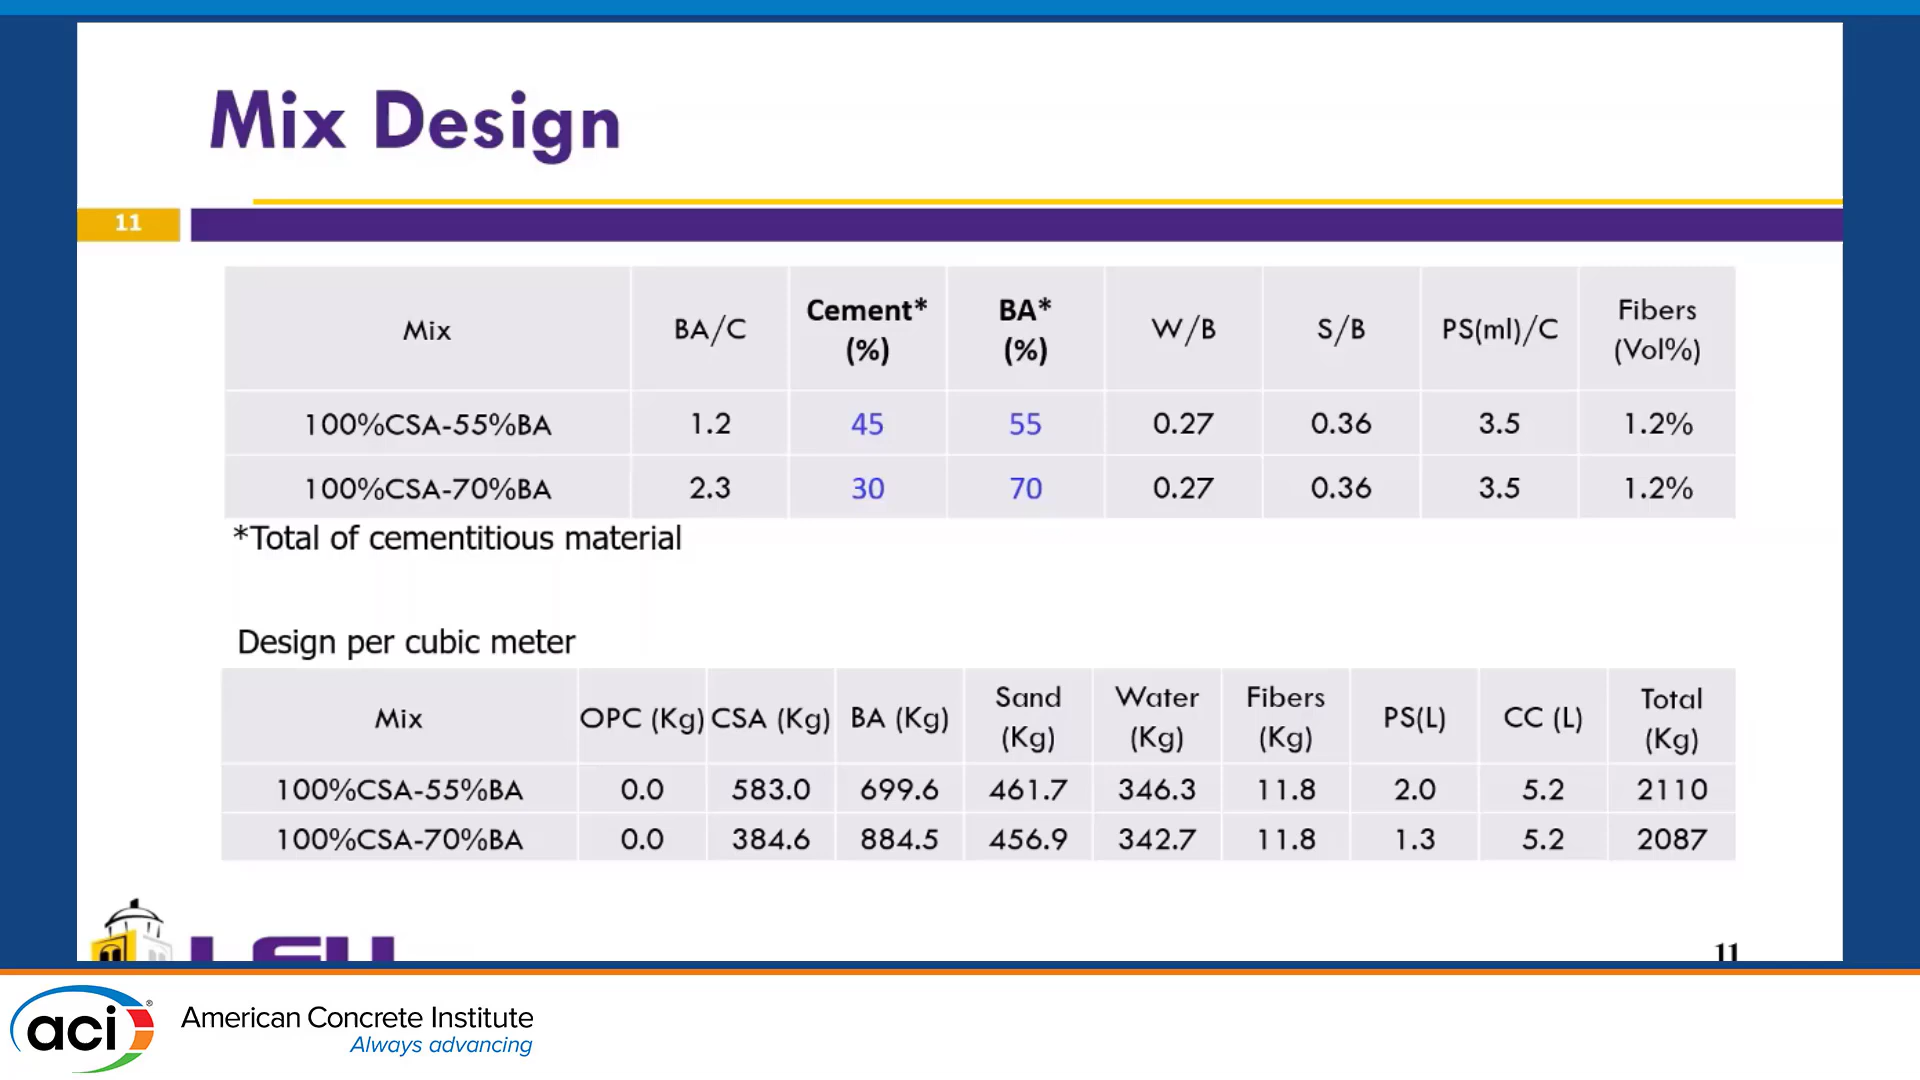 Mix Design
11
Mix BA/C Cement* (%) BA* (%) W/B S/B PS(ml)/C Fibers (Vol%)
100%CSA-55%BA 1.2 45 55 0.27 0.36 3.5 1.2%
100%CSA-70%BA 2.3 30 70 0.27 0.36 3.5 1.2%
*Total of cementitious material
Design per cubic meter
Mix OPC (Kg) CSA (Kg) BA (Kg) Sand (Kg) Water (Kg) Fibers (Kg) PS(L) CC (L) Total (Kg)
100%CSA-55%BA 0.0 583.0 699.6 461.7 346.3 11.8 2.0 5.2 2110
100%CSA-70%BA 0.0 384.6 884.5 456.9 342.7 11.8 1.3 5.2 2087
LSU
11
aci®
American Concrete Institute
Always advancing